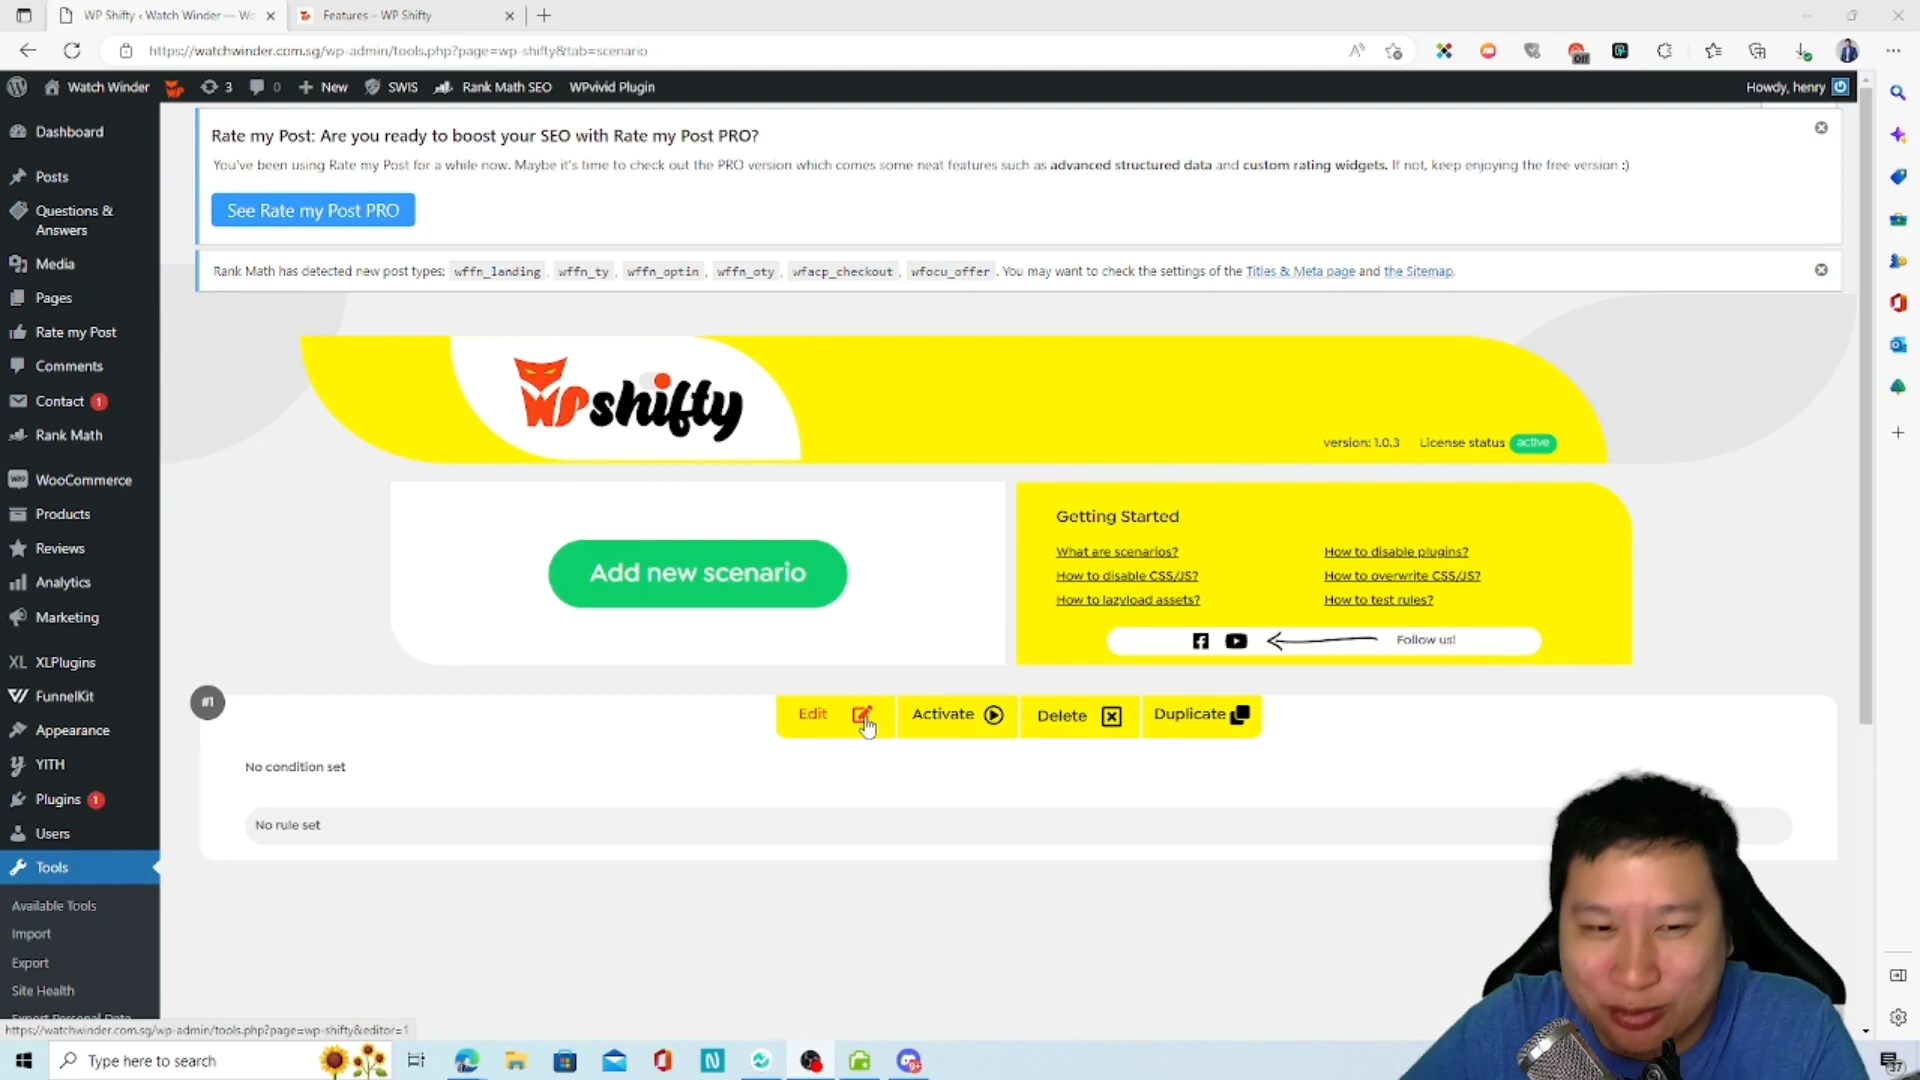 WP Shifty ‹ Watch Winder — Wo
Features – WP Shifty
https://watchwinder.com.sg/wp-admin/tools.php?page=wp-shifty&tab=scenario
Watch Winder
3
0
New
SWIS
Rank Math SEO
WPvivid Plugin
Howdy, henry
Dashboard
Posts
Questions &
Answers
Media
Pages
Rate my Post
Comments
Contact 1
Rank Math
WooCommerce
Products
Reviews
Analytics
Marketing
XL XLPlugins
FunnelKit
Appearance
YITH
Plugins 1
Users
Tools
Available Tools
Import
Export
Site Health
Export Personal Data
Rate my Post: Are you ready to boost your SEO with Rate my Post PRO?
You've been using Rate my Post for a while now. Maybe it's time to check out the PRO version which comes some neat features such as advanced structured data and custom rating widgets. If not, keep enjoying the free version :)
See Rate my Post PRO
Rank Math has detected new post types: wffn_landing , wffn_ty , wffn_optin , wffn_oty , wfacp_checkout , wfocu_offer . You may want to check the settings of the Titles & Meta page and the Sitemap.
WP shifty
version: 1.0.3 License status active
Add new scenario
Getting Started
What are scenarios?
How to disable plugins?
How to disable CSS/JS?
How to overwrite CSS/JS?
How to lazyload assets?
How to test rules?
Follow us!
#1
Edit
Activate
Delete
Duplicate
No condition set
No rule set
https://watchwinder.com.sg/wp-admin/tools.php?page=wp-shifty&editor=1
Type here to search
37